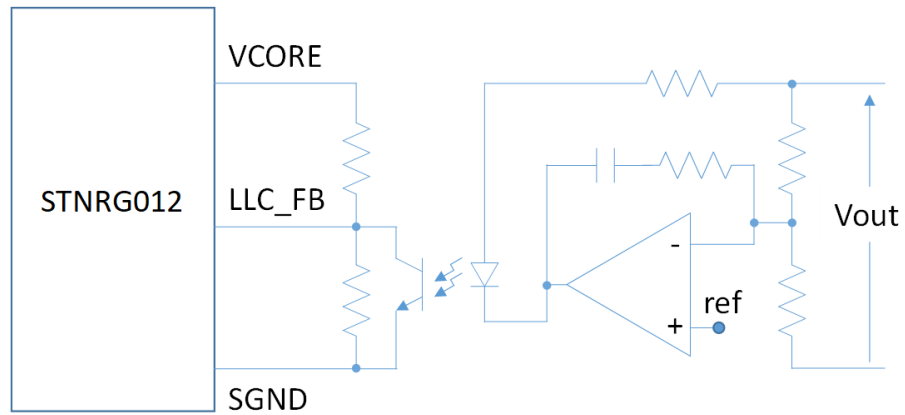 VCORE
STNRG012
LLC_FB
Vout
-
ref
+
SGND